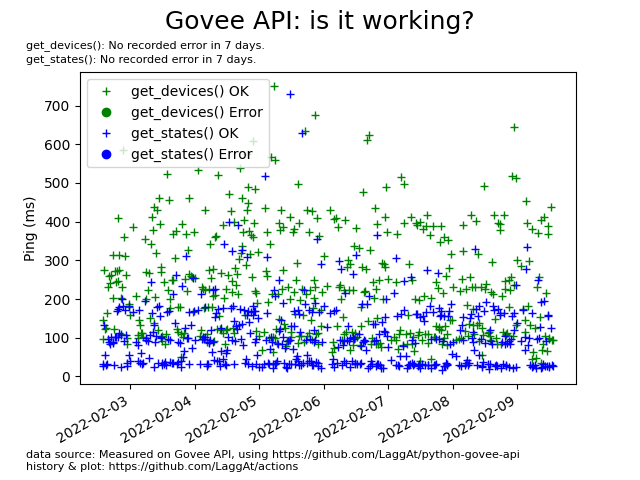 Govee API: is it working?
get_devices(): No recorded error in 7 days.
get_states(): No recorded error in 7 days.
get_devices() OK
get_devices() Error
get_states() OK
get_states() Error
Ping (ms)
700
600
500
400
300
200
100
0
2022-02-03
2022-02-04
2022-02-05
2022-02-06
2022-02-07
2022-02-08
2022-02-09
data source: Measured on Govee API, using https://github.com/LaggAt/python-govee-api
history & plot: https://github.com/LaggAt/actions